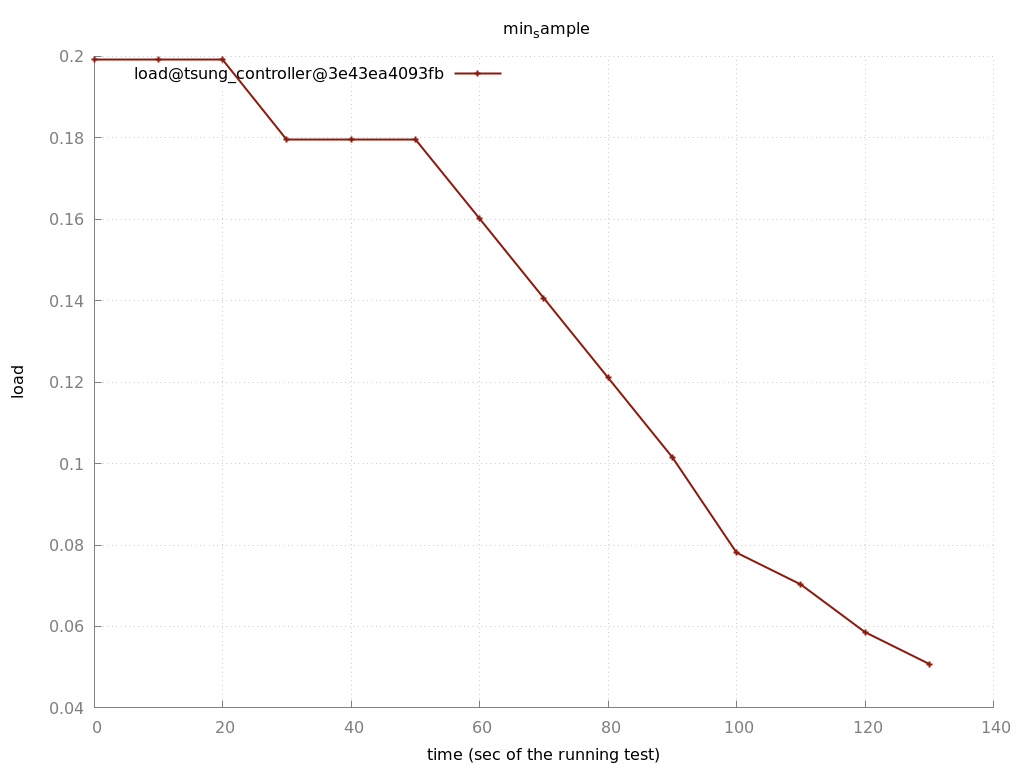 min_sample
0.2
load@tsung_controller@3e43ea4093fb
0.18
0.16
0.14
load
0.12
0.1
0.08
0.06
0.04
0 20 40 60 80 100 120 140
time (sec of the running test)